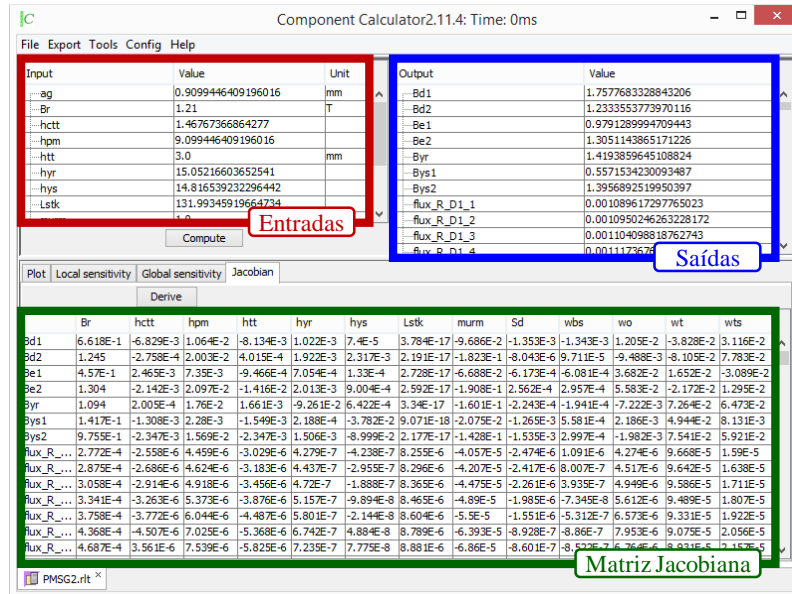 Component Calculator2.11.4: Time: 0ms
File Export Tools Config Help
Input Value Unit
ag 0.9099446409196016 mm
Br 1.21 T
hctt 1.46767366864277
hpm 9.099446409196016
htt 3.0 mm
hyr 15.05216603652541
hys 14.816539232296442
Lstk 131.99345919664734
Entradas
Compute
Output Value
Bd1 1.7577683328843206
Bd2 1.2333553773970116
Be1 0.9791289994709443
Be2 1.3051143865171226
Byr 1.4193859645108824
Bys1 0.5571534230093487
Bys2 1.3956892519950397
flux_R_D1_1 0.001089617297765023
flux_R_D1_2 0.0010950246263228172
flux_R_D1_3 0.001104098818762743
flux_R_D1_4
Saídas
Plot Local sensitivity Global sensitivity Jacobian
Derive
Br hctt hpm htt hyr hys Lstk murm Sd wbs wo wt wts
Bd1 6.618E-1 -6.829E-3 1.064E-2 -8.134E-3 1.022E-3 7.4E-5 3.784E-17 -9.686E-2 -1.353E-3 -1.343E-3 1.205E-2 -3.828E-2 3.116E-2
Bd2 1.245 -2.758E-4 2.003E-2 4.015E-4 1.922E-3 2.317E-3 2.191E-17 -1.823E-1 -8.043E-6 9.711E-5 -9.488E-3 -8.105E-2 7.783E-2
Be1 4.57E-1 2.465E-3 7.35E-3 -9.466E-4 7.054E-4 1.33E-4 2.728E-17 -6.688E-2 -6.173E-4 -6.081E-4 3.682E-2 1.652E-2 -3.089E-2
Be2 1.304 -2.142E-3 2.097E-2 -1.416E-2 2.013E-3 9.004E-4 2.592E-17 -1.908E-1 2.562E-4 2.957E-4 5.583E-2 -2.172E-2 1.295E-2
Byr 1.094 2.005E-4 1.76E-2 1.661E-3 -9.261E-2 6.422E-4 3.34E-17 -1.601E-1 -2.243E-4 -1.941E-4 -7.222E-3 7.264E-2 6.473E-2
Bys1 1.417E-1 -1.308E-3 2.28E-3 -1.549E-3 2.188E-4 -3.782E-2 9.071E-18 -2.075E-2 -1.265E-3 5.581E-4 2.186E-3 4.944E-2 8.131E-3
Bys2 9.755E-1 -2.347E-3 1.569E-2 -2.347E-3 1.506E-3 -8.999E-2 2.177E-17 -1.428E-1 -1.535E-3 2.997E-4 -1.982E-3 7.541E-2 5.921E-2
flux_R_... 2.772E-4 -2.558E-6 4.459E-6 -3.029E-6 4.279E-7 -4.238E-7 8.255E-6 -4.057E-5 -2.474E-6 1.091E-6 4.274E-6 9.668E-5 1.59E-5
flux_R_... 2.875E-4 -2.686E-6 4.624E-6 -3.183E-6 4.437E-7 -2.955E-7 8.296E-6 -4.207E-5 -2.417E-6 8.007E-7 4.517E-6 9.642E-5 1.638E-5
flux_R_... 3.058E-4 -2.914E-6 4.918E-6 -3.456E-6 4.72E-7 -1.888E-7 8.365E-6 -4.475E-5 -2.261E-6 3.935E-7 4.949E-6 9.586E-5 1.711E-5
flux_R_... 3.341E-4 -3.263E-6 5.373E-6 -3.876E-6 5.157E-7 -9.894E-8 8.465E-6 -4.89E-5 -1.985E-6 -7.345E-8 5.612E-6 9.489E-5 1.807E-5
flux_R_... 3.758E-4 -3.772E-6 6.044E-6 -4.487E-6 5.801E-7 -2.144E-8 8.604E-6 -5.5E-5 -1.551E-6 -5.312E-7 6.573E-6 9.331E-5 1.922E-5
flux_R_... 4.368E-4 -4.507E-6 7.025E-6 -5.368E-6 6.742E-7 4.884E-8 8.789E-6 -6.393E-5 -8.928E-7 -8.86E-7 7.953E-6 9.075E-5 2.056E-5
flux_R_... 4.687E-4 3.561E-6 7.539E-6 -5.825E-6 7.235E-7 7.775E-8 8.881E-6 -6.86E-5 -8.601E-7
Matriz Jacobiana
PMSG2.rlt